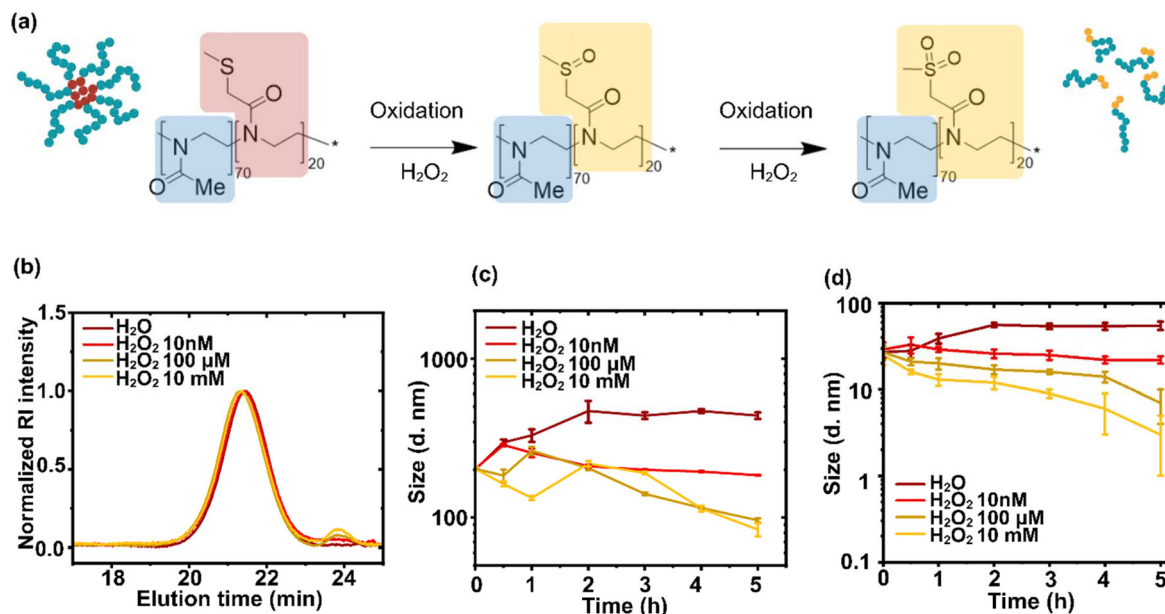 (a)
S
O
N
N
70
20
*
O
Me
Oxidation
H₂O₂
S
O
O
N
N
70
20
*
O
Me
Oxidation
H₂O₂
O
O
S
O
N
N
70
20
*
O
Me
(b)
Normalized RI intensity
1.5
1.0
0.5
0.0
H₂O
H₂O₂ 10nM
H₂O₂ 100 µM
H₂O₂ 10 mM
18 20 22 24
Elution time (min)
(c)
Size (d. nm)
1000
100
H₂O
H₂O₂ 10nM
H₂O₂ 100 µM
H₂O₂ 10 mM
0 1 2 3 4 5
Time (h)
(d)
Size (d. nm)
100
10
1
0.1
H₂O
H₂O₂ 10nM
H₂O₂ 100 µM
H₂O₂ 10 mM
0 1 2 3 4 5
Time (h)